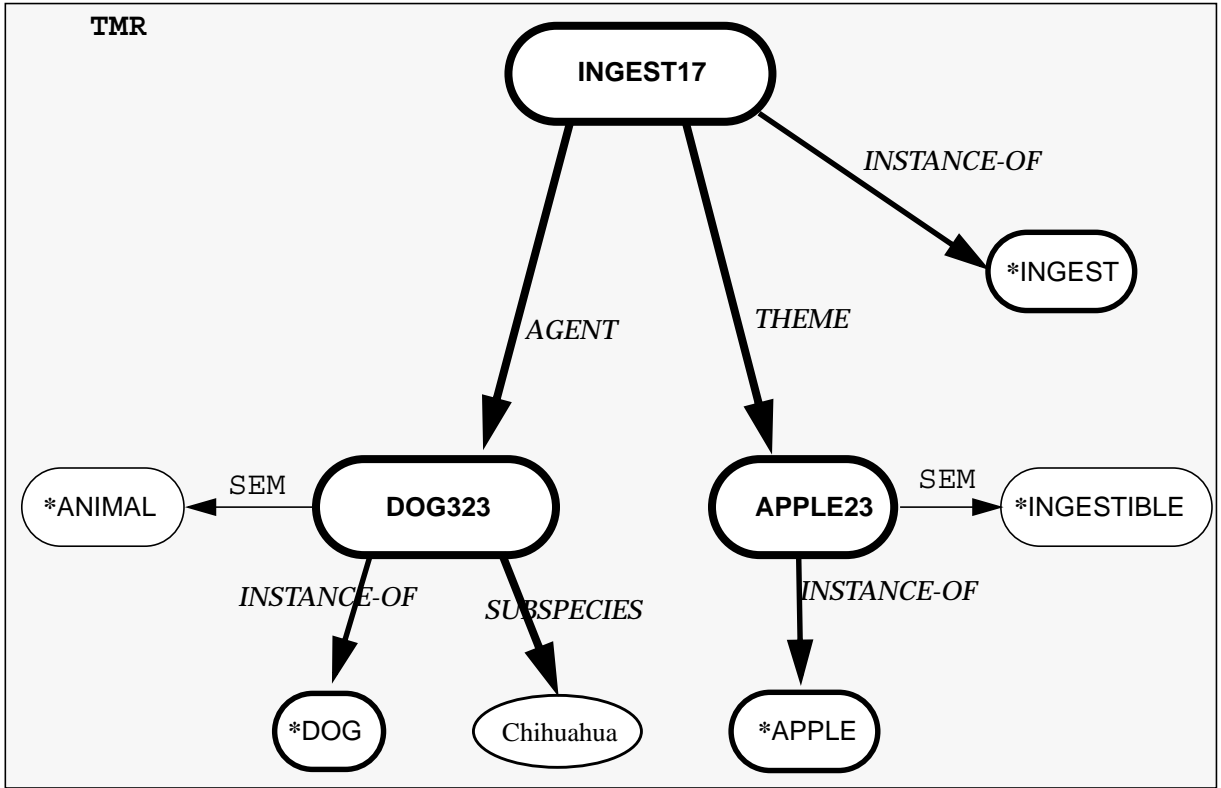 TMR
INGEST17
INSTANCE-OF
*INGEST
AGENT
THEME
*ANIMAL
SEM
DOG323
APPLE23
SEM
*INGESTIBLE
INSTANCE-OF
SUBSPECIES
INSTANCE-OF
*DOG
Chihuahua
*APPLE